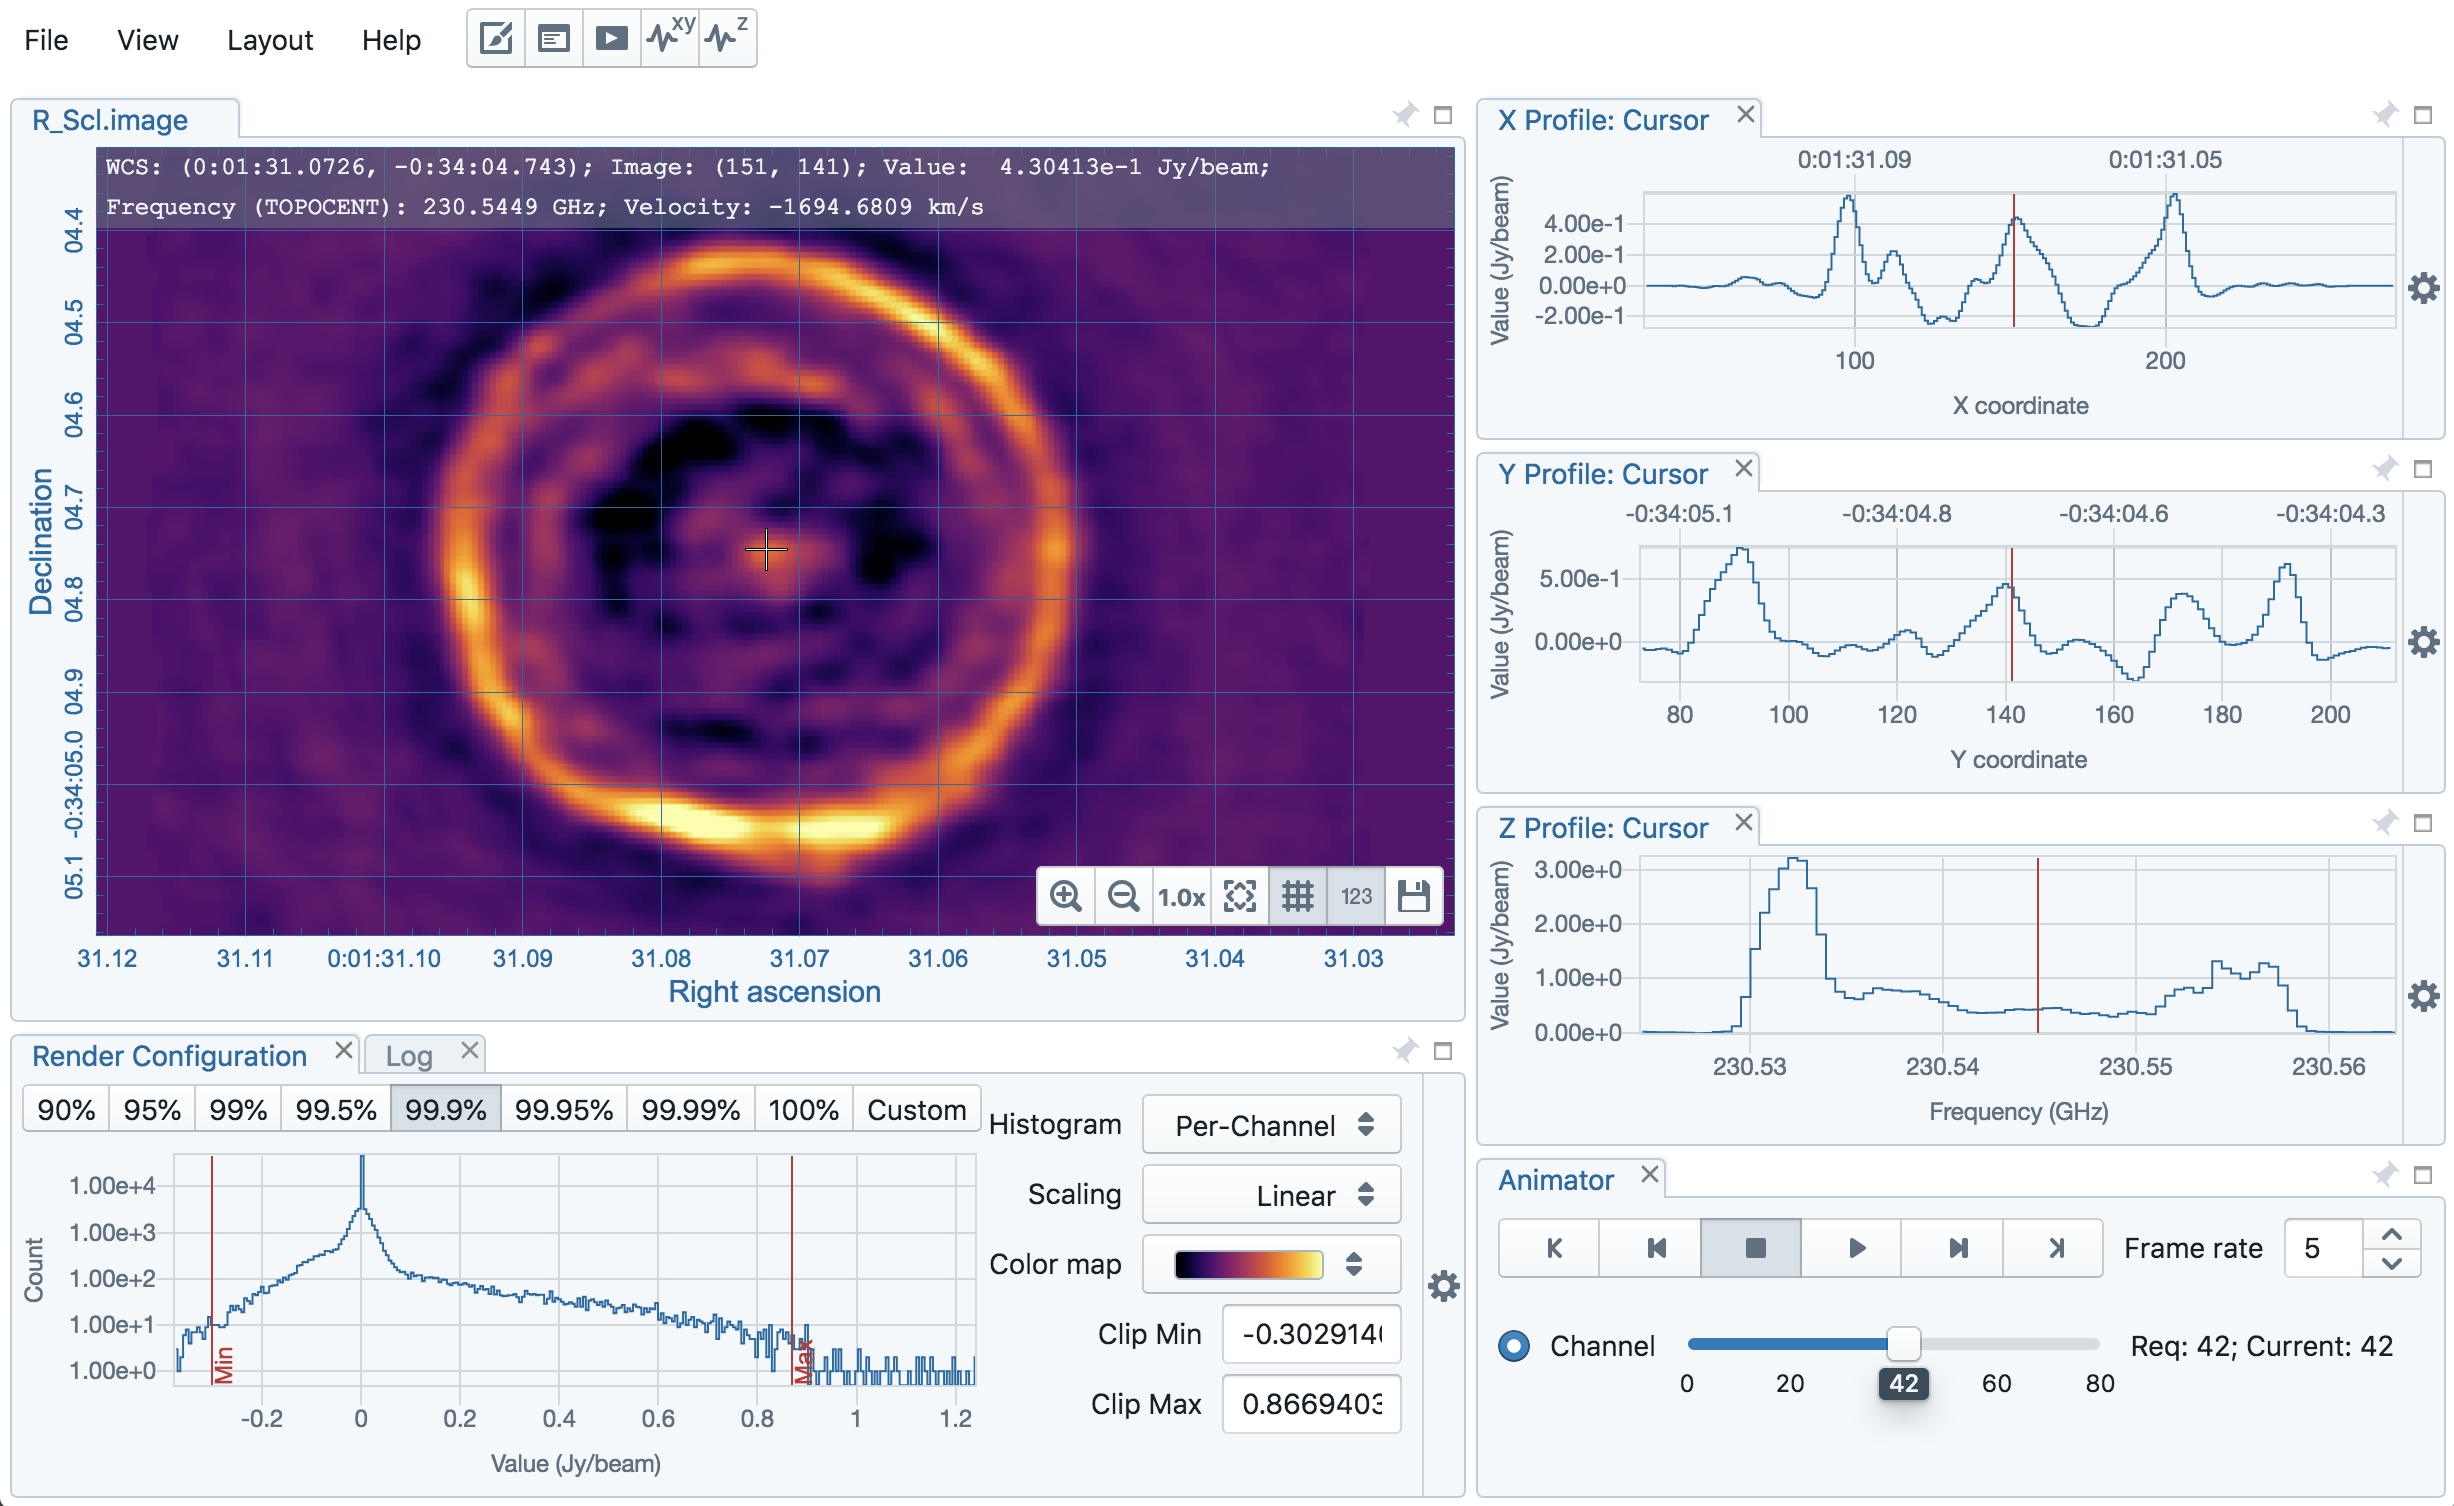 File View Layout Help xy z
R_Scl.image
WCS: (0:01:31.0726, -0:34:04.743); Image: (151, 141); Value: 4.30413e-1 Jy/beam;
Frequency (TOPOCENT): 230.5449 GHz; Velocity: -1694.6809 km/s
Declination
04.4
04.5
04.6
04.7
04.8
04.9
-0:34:05.0
05.1
1.0x 123
31.12 31.11 0:01:31.10 31.09 31.08 31.07 31.06 31.05 31.04 31.03
Right ascension
Render Configuration Log
90% 95% 99% 99.5% 99.9% 99.95% 99.99% 100% Custom
Count
1.00e+4
1.00e+3
1.00e+2
1.00e+1
1.00e+0
Min Max
-0.2 0 0.2 0.4 0.6 0.8 1 1.2
Value (Jy/beam)
Histogram Per-Channel
Scaling Linear
Color map
Clip Min -0.302914
Clip Max 0.866940
X Profile: Cursor
0:01:31.09 0:01:31.05
Value (Jy/beam)
4.00e-1
2.00e-1
0.00e+0
-2.00e-1
100 200
X coordinate
Y Profile: Cursor
-0:34:05.1 -0:34:04.8 -0:34:04.6 -0:34:04.3
Value (Jy/beam)
5.00e-1
0.00e+0
80 100 120 140 160 180 200
Y coordinate
Z Profile: Cursor
Value (Jy/beam)
3.00e+0
2.00e+0
1.00e+0
0.00e+0
230.53 230.54 230.55 230.56
Frequency (GHz)
Animator
Frame rate 5
Channel Req: 42; Current: 42
0 20 42 60 80